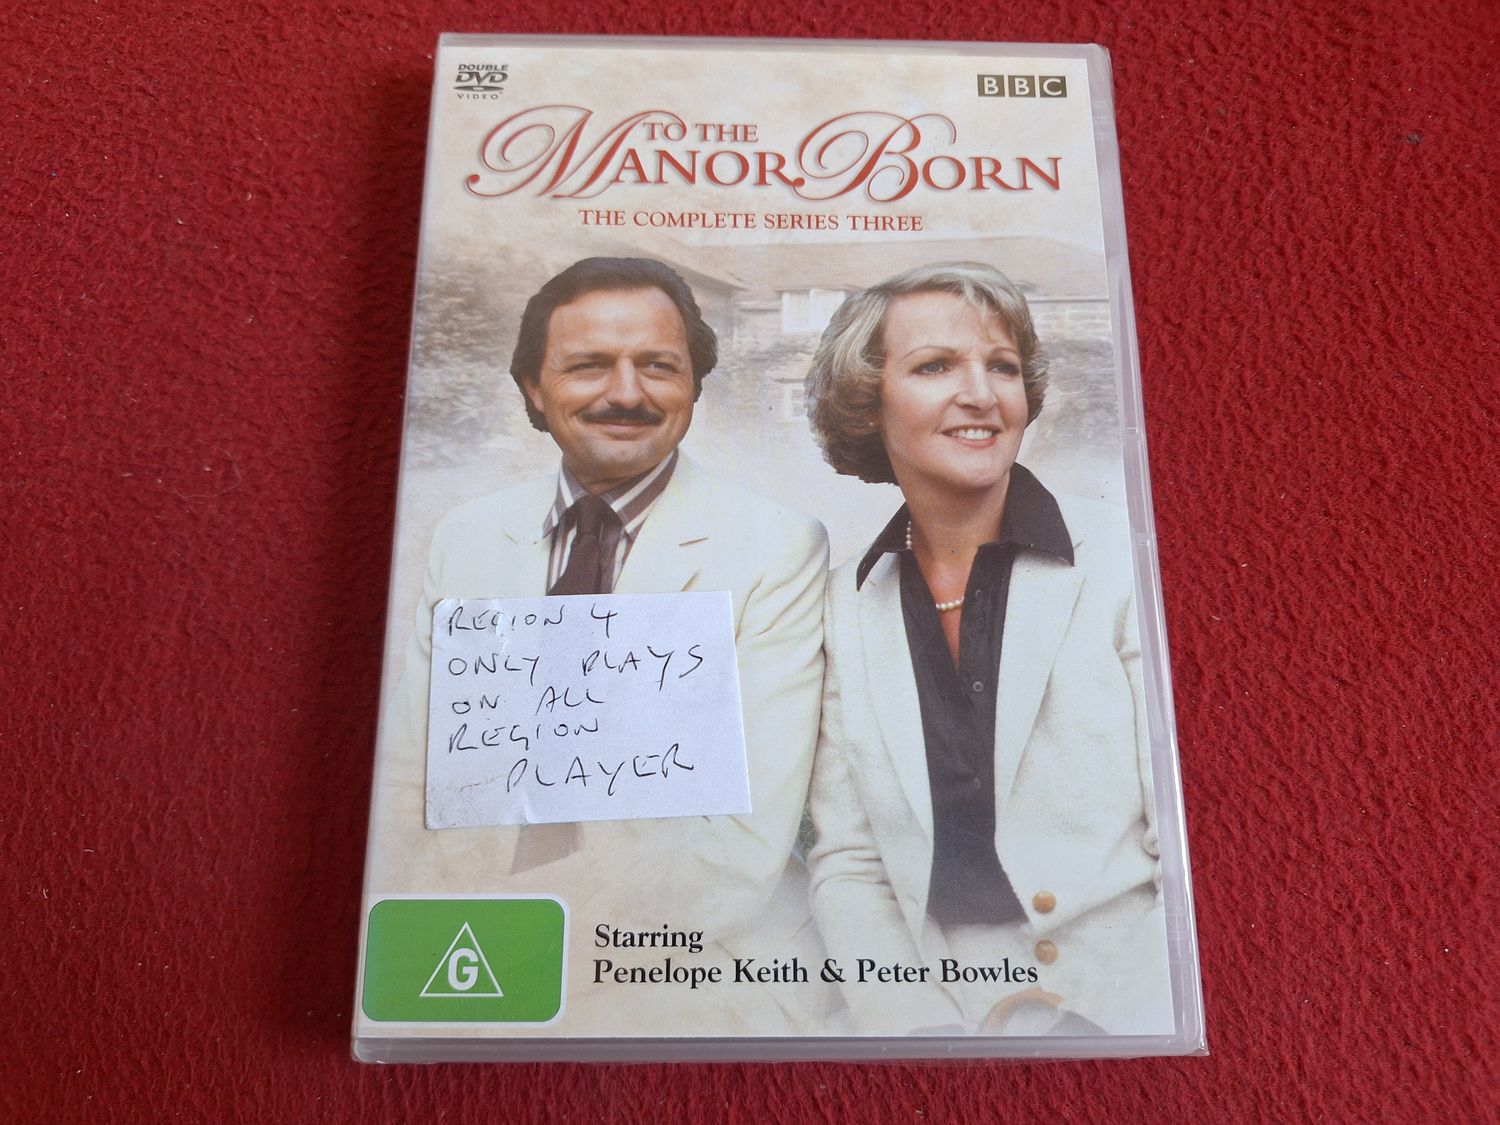 DOUBLE
DVD
VIDEO
BBC
TO THE
MANOR BORN
THE COMPLETE SERIES THREE
REGION 4
ONLY PLAYS
ON ALL
REGION
PLAYER
G
Starring
Penelope Keith & Peter Bowles